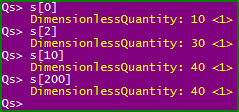 Qs> s[0]
DimensionlessQuantity: 10 <1>
Qs> s[2]
DimensionlessQuantity: 30 <1>
Qs> s[10]
DimensionlessQuantity: 40 <1>
Qs> s[200]
DimensionlessQuantity: 40 <1>
Qs>